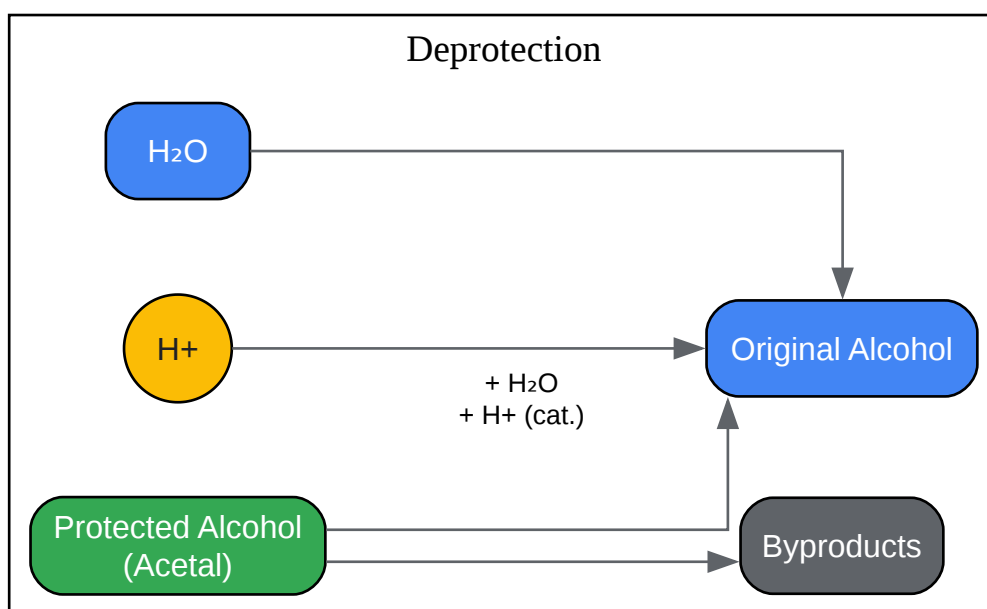 Deprotection
H₂O
H+
Original Alcohol
+ H₂O
+ H+ (cat.)
Protected Alcohol
(Acetal)
Byproducts